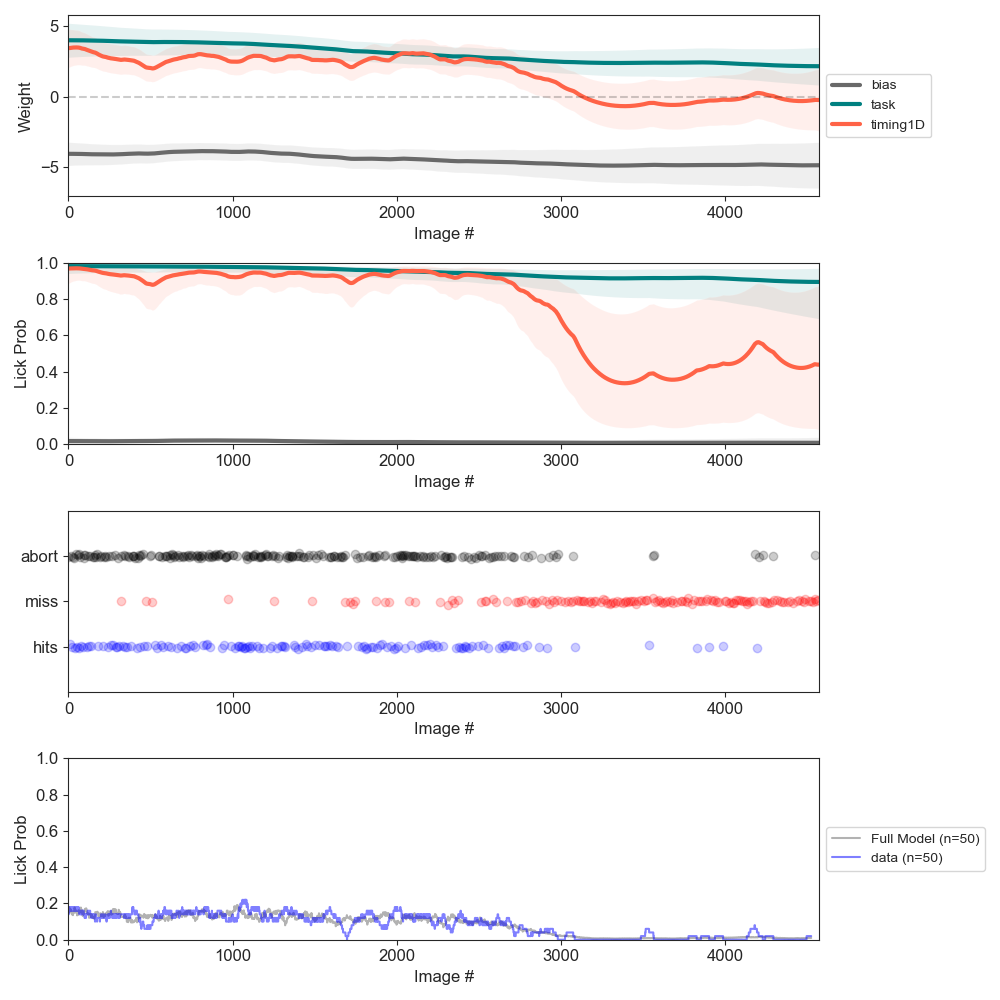 5
0
−5
Weight
0 1000 2000 3000 4000
Image #
bias
task
timing1D
1.0
0.8
0.6
0.4
0.2
0.0
Lick Prob
0 1000 2000 3000 4000
Image #
abort
miss
hits
0 1000 2000 3000 4000
Image #
1.0
0.8
0.6
0.4
0.2
0.0
Lick Prob
0 1000 2000 3000 4000
Image #
Full Model (n=50)
data (n=50)